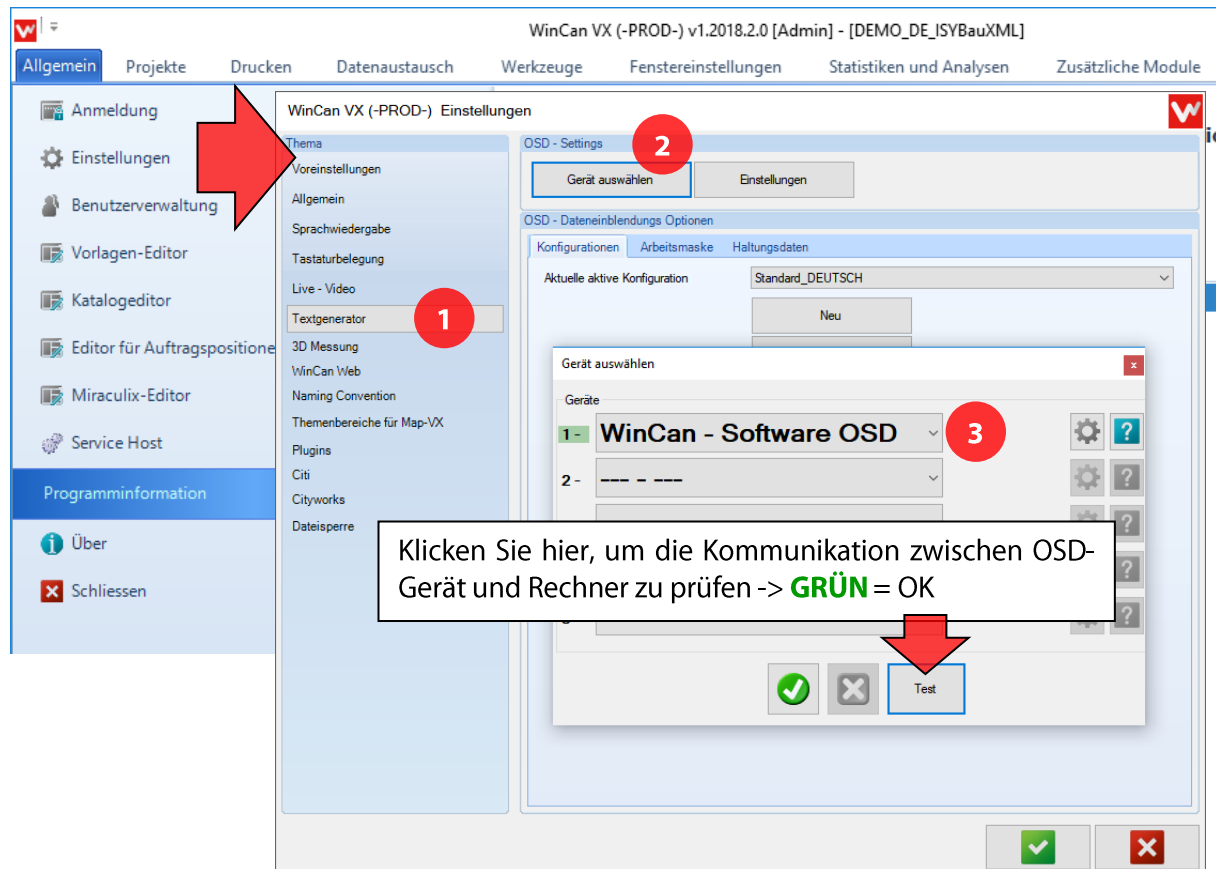 WinCan VX (-PROD-) v1.2018.2.0 [Admin] - [DEMO_DE_ISYBauXML]
Allgemein Projekte Drucken Datenaustausch Werkzeuge Fenstereinstellungen Statistiken und Analysen Zusätzliche Module
Anmeldung
Einstellungen
Benutzerverwaltung
Vorlagen-Editor
Katalogeditor
Editor für Auftragspositione
Miraculix-Editor
Service Host
Programminformation
Über
Schliessen
WinCan VX (-PROD-) Einstellungen
Thema
Voreinstellungen
Allgemein
Sprachwiedergabe
Tastaturbelegung
Live - Video
Textgenerator
1
3D Messung
WinCan Web
Naming Convention
Themenbereiche für Map-VX
Plugins
Citi
Cityworks
Dateisperre
OSD - Settings
2
Gerät auswählen Einstellungen
OSD - Dateneinblendungs Optionen
Konfigurationen Arbeitsmaske Haltungsdaten
Aktuelle aktive Konfiguration Standard_DEUTSCH
Neu
Gerät auswählen
Geräte
1 - WinCan - Software OSD 3 ?
2 - --- - --- ?
?
?
?
Klicken Sie hier, um die Kommunikation zwischen OSD-
Gerät und Rechner zu prüfen -> GRÜN = OK
Test